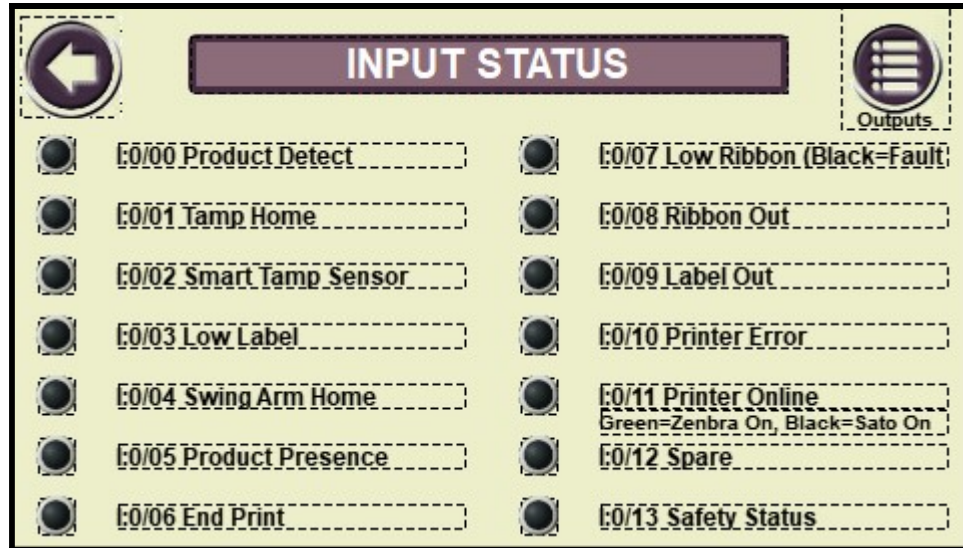 INPUT STATUS
Outputs
I:0/00 Product Detect
I:0/01 Tamp Home
I:0/02 Smart Tamp Sensor
I:0/03 Low Label
I:0/04 Swing Arm Home
I:0/05 Product Presence
I:0/06 End Print
I:0/07 Low Ribbon (Black=Fault
I:0/08 Ribbon Out
I:0/09 Label Out
I:0/10 Printer Error
I:0/11 Printer Online
Green=Zenbra On, Black=Sato On
I:0/12 Spare
I:0/13 Safety Status